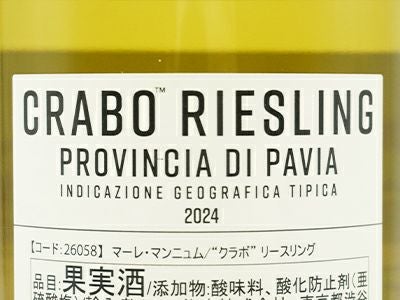 CRABO™ RIESLING
PROVINCIA DI PAVIA
INDICAZIONE GEOGRAFICA TIPICA
2024
【コード:26058】 マーレ・マンニュム/“クラボ” リースリング
品目:果実酒/添加物:酸味料、酸化防止剤(亜